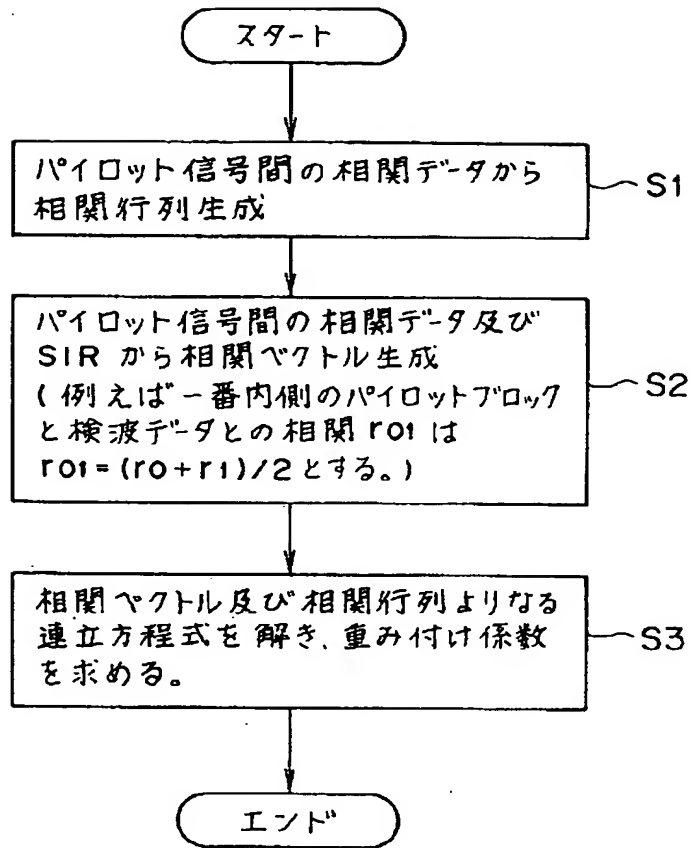 スタート
パイロット信号間の相関データから
相関行列生成
S1
パイロット信号間の相関データ及び
SIR から相関ベクトル生成
(例えば一番内側のパイロットブロック
と検波データとの相関 r01 は
r01=(r0+r1)/2とする。)
S2
相関ベクトル及び相関行列よりなる
連立方程式を解き、重み付け係数
を求める。
S3
エンド